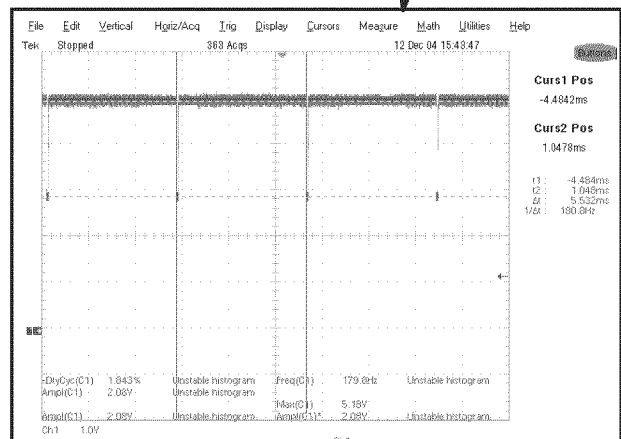 File Edit Vertical Horiz/Acq Trig Display Cursors Measure Math Utilities Help
Tek Stopped 363 Acqs 12 Dec 04 15:43:47
Buttons
Curs1 Pos
-4.4842ms
Curs2 Pos
1.0478ms
t1: -4.484ms
t2: 1.048ms
Δt: 5.532ms
1/Δt: 180.8Hz
-DtyCyc(C1) 1.843% Unstable histogram Freq(C1) 179.8Hz Unstable histogram
Ampl(C1) 2.08V Unstable histogram
Max(C1) 5.18V
Ampl(C1) 2.08V Unstable histogram Ampl(C1)* 2.08V Unstable histogram
Ch1 1.0V